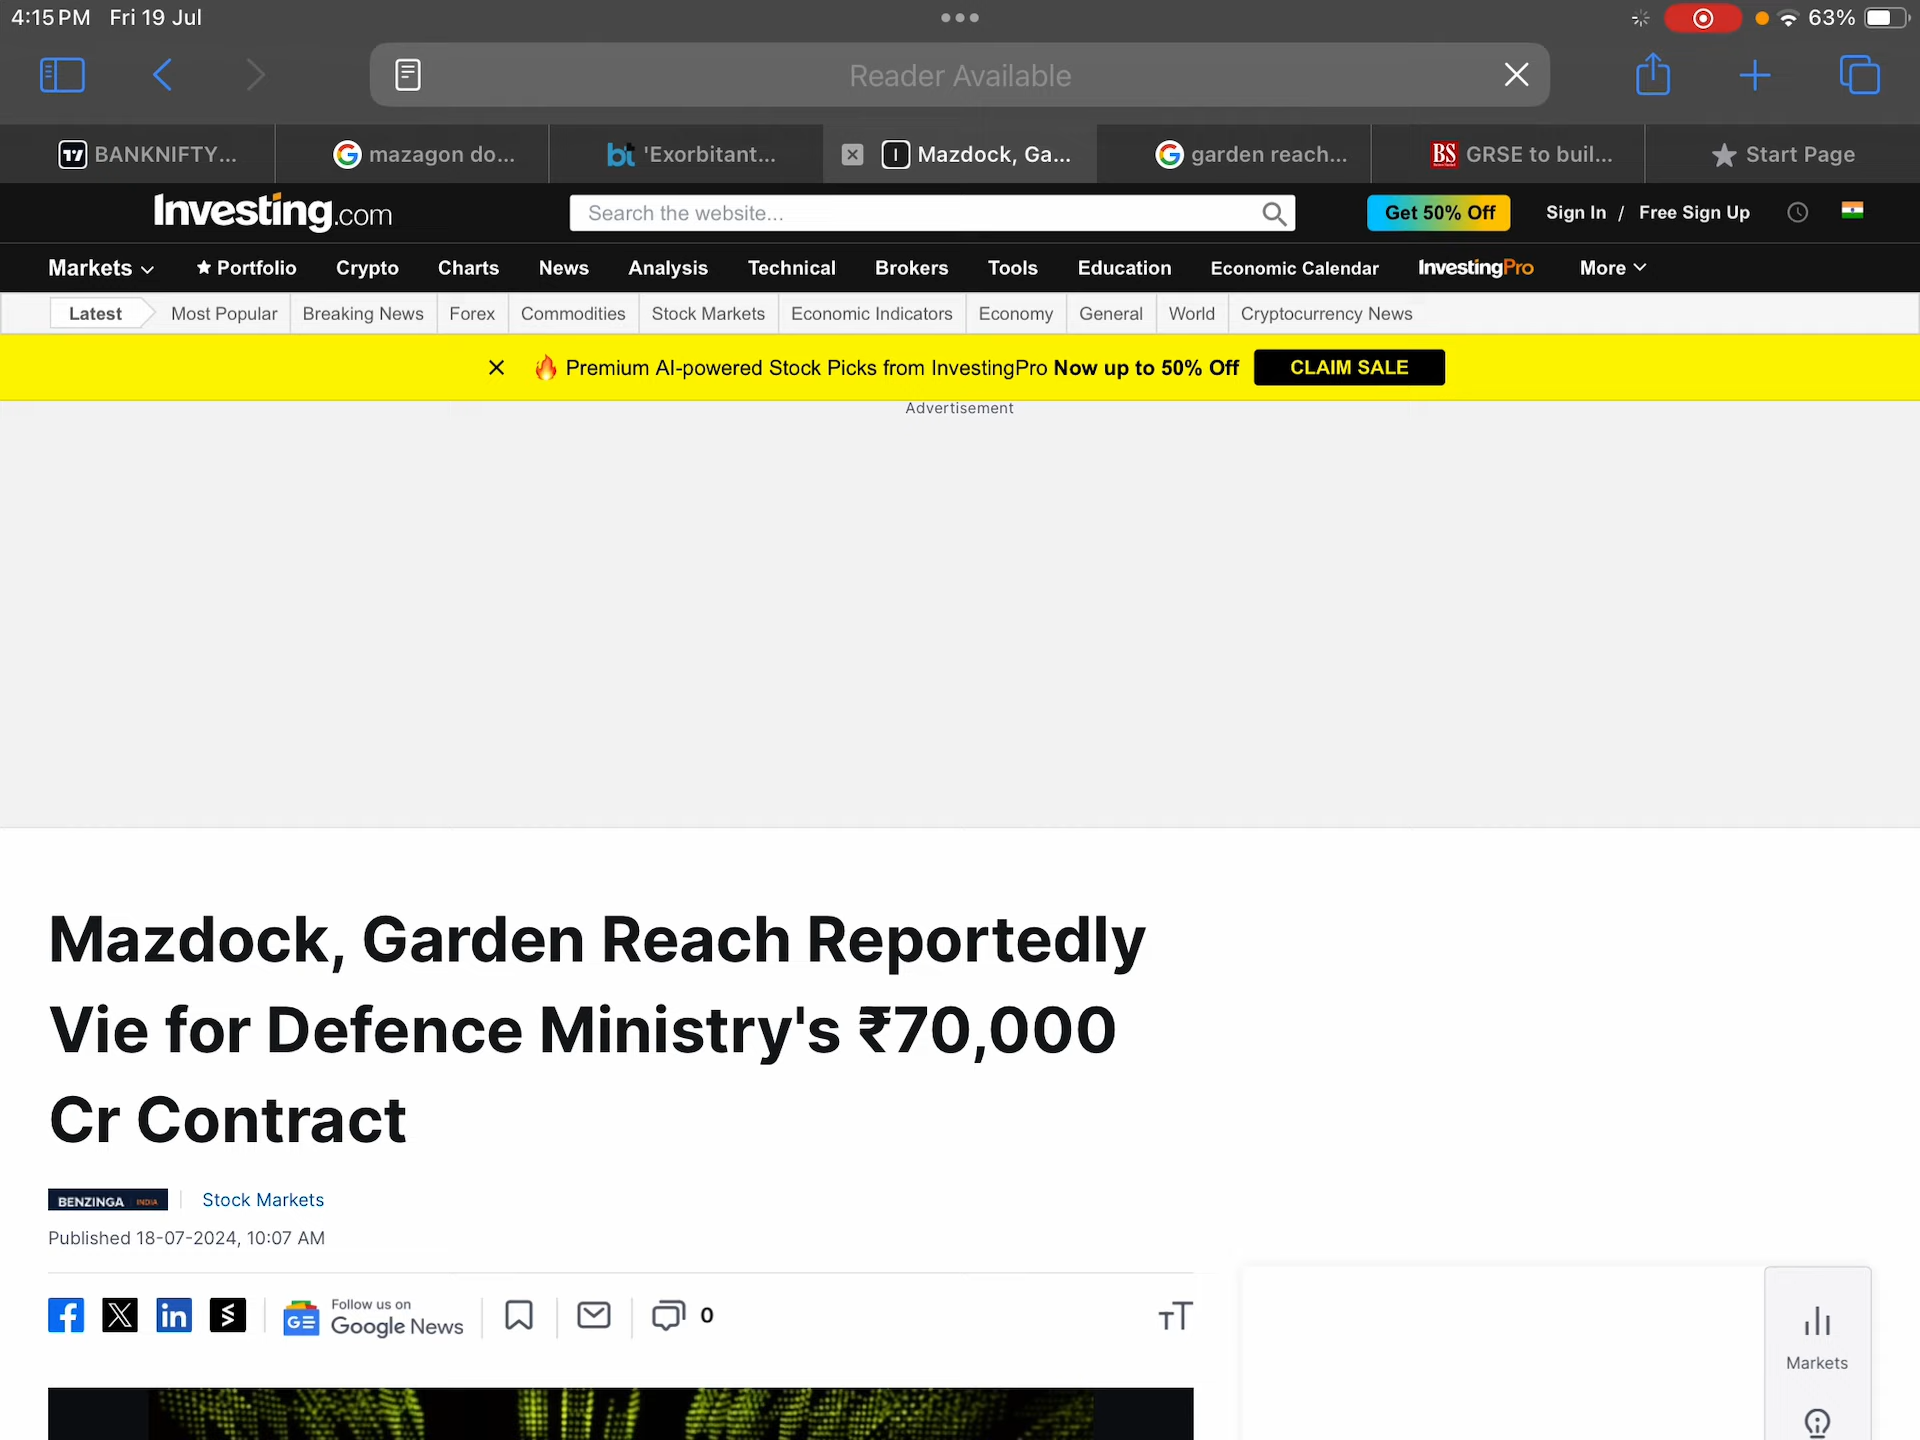 4:15 PM Fri 19 Jul
63%
Reader Available
BANKNIFTY...
mazagon do...
bt 'Exorbitant...
Mazdock, Ga...
garden reach...
BS GRSE to buil...
Start Page
Investing.com
Search the website...
Get 50% Off
Sign In / Free Sign Up
Markets
Portfolio
Crypto
Charts
News
Analysis
Technical
Brokers
Tools
Education
Economic Calendar
InvestingPro
More
Latest
Most Popular
Breaking News
Forex
Commodities
Stock Markets
Economic Indicators
Economy
General
World
Cryptocurrency News
Premium AI-powered Stock Picks from InvestingPro Now up to 50% Off
CLAIM SALE
Advertisement
Mazdock, Garden Reach Reportedly
Vie for Defence Ministry's ₹70,000
Cr Contract
BENZINGA INDIA
Stock Markets
Published 18-07-2024, 10:07 AM
Follow us on
Google News
0
TT
Markets